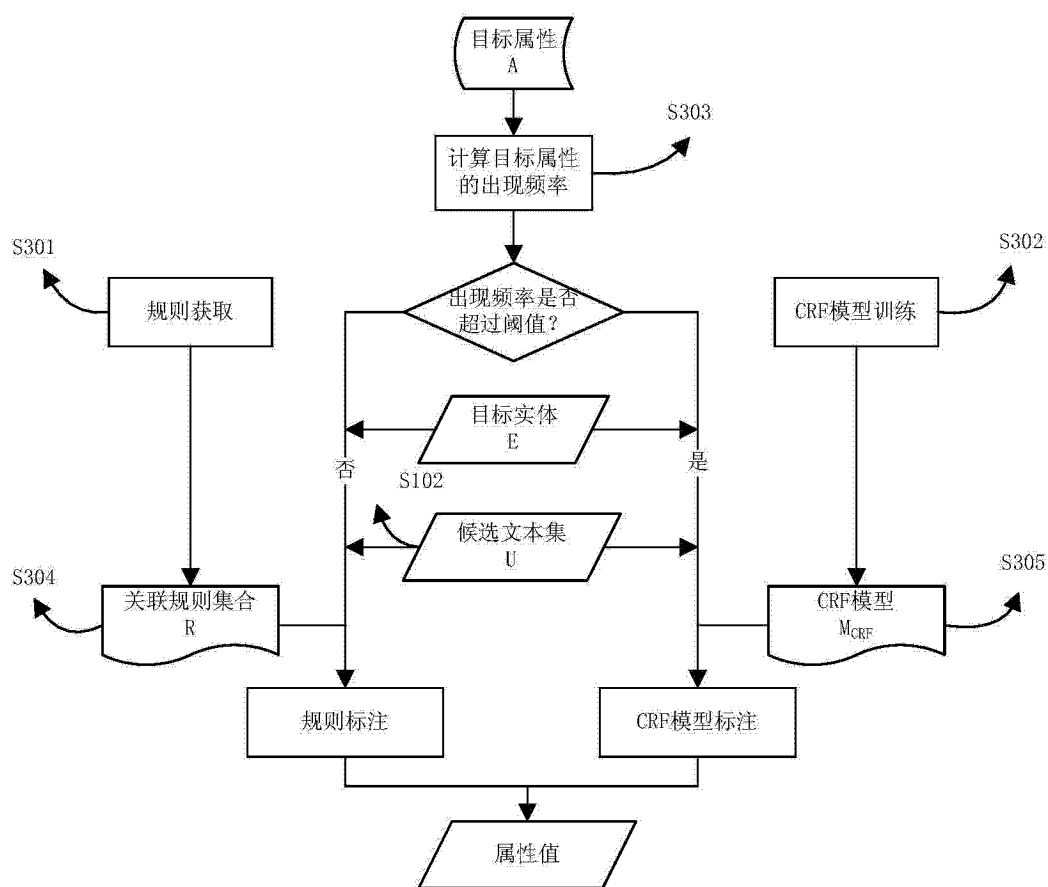 目标属性
A
S303
计算目标属性
的出现频率
S301
S302
规则获取
出现频率是否
超过阈值？
CRF模型训练
目标实体
E
否
是
S102
候选文本集
U
S304
关联规则集合
R
CRF模型
M_CRF
S305
规则标注
CRF模型标注
属性值